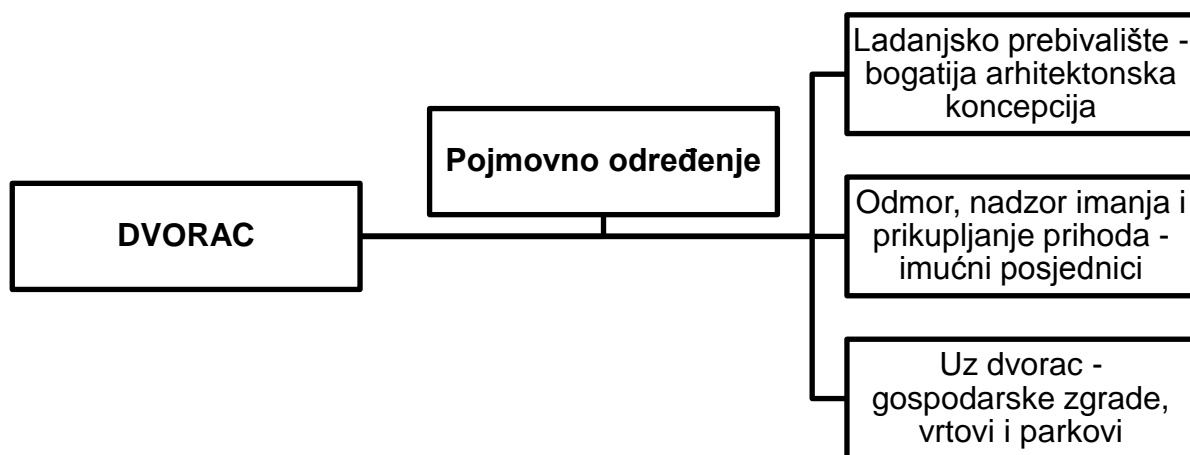 DVORAC
Pojmovno određenje
Ladanjsko prebivalište -
bogatija arhitektonska
koncepcija
Odmor, nadzor imanja i
prikupljanje prihoda -
imućni posjednici
Uz dvorac -
gospodarske zgrade,
vrtovi i parkovi